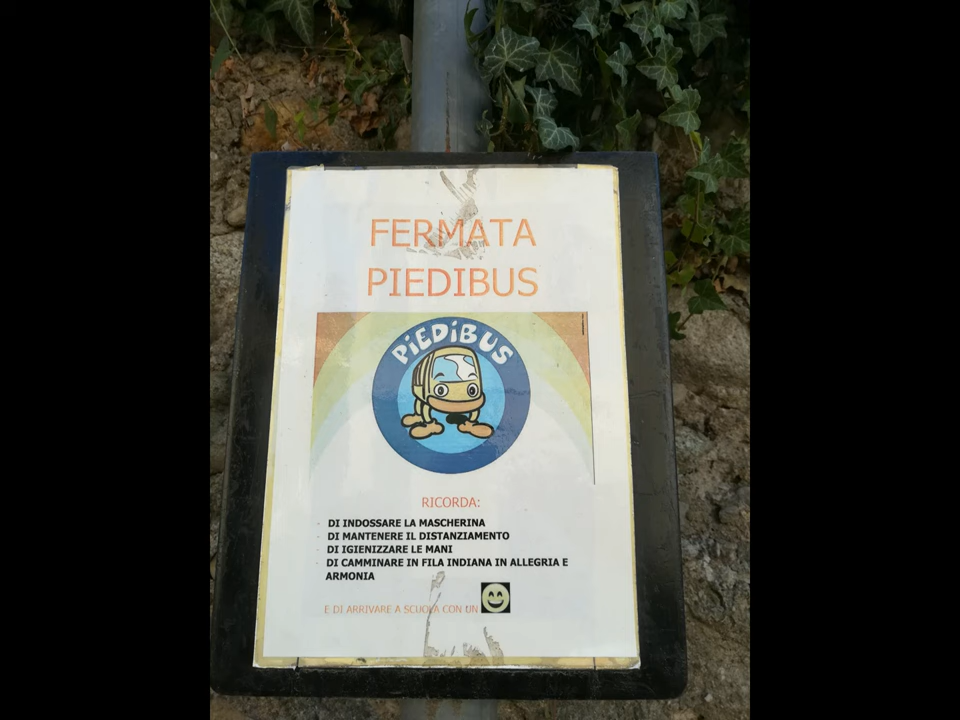 FERMATA
PIEDIBUS
PiEDiBUS
RICORDA:
- DI INDOSSARE LA MASCHERINA
- DI MANTENERE IL DISTANZIAMENTO
- DI IGIENIZZARE LE MANI
- DI CAMMINARE IN FILA INDIANA IN ALLEGRIA E
ARMONIA
E DI ARRIVARE A SCUOLA CON UN